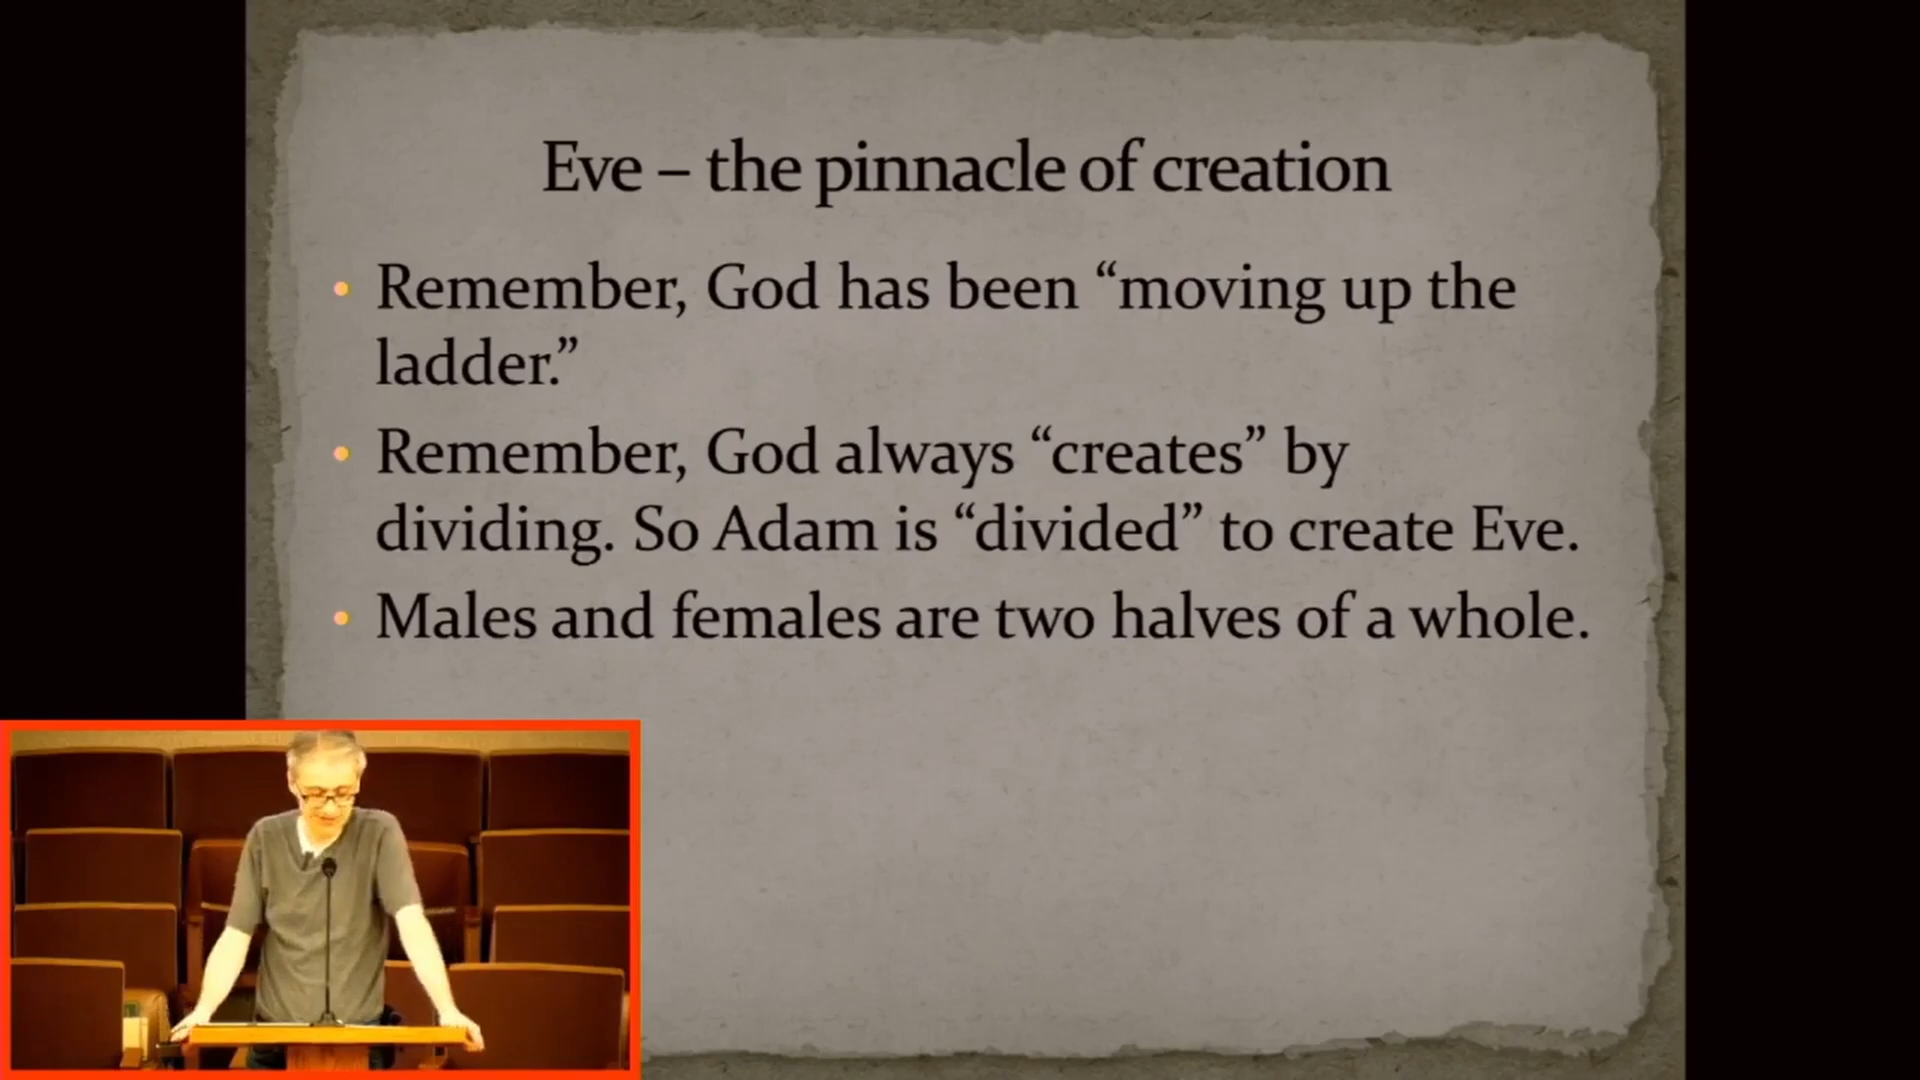 Eve – the pinnacle of creation
• Remember, God has been “moving up the
ladder.”
• Remember, God always “creates” by
dividing. So Adam is “divided” to create Eve.
• Males and females are two halves of a whole.